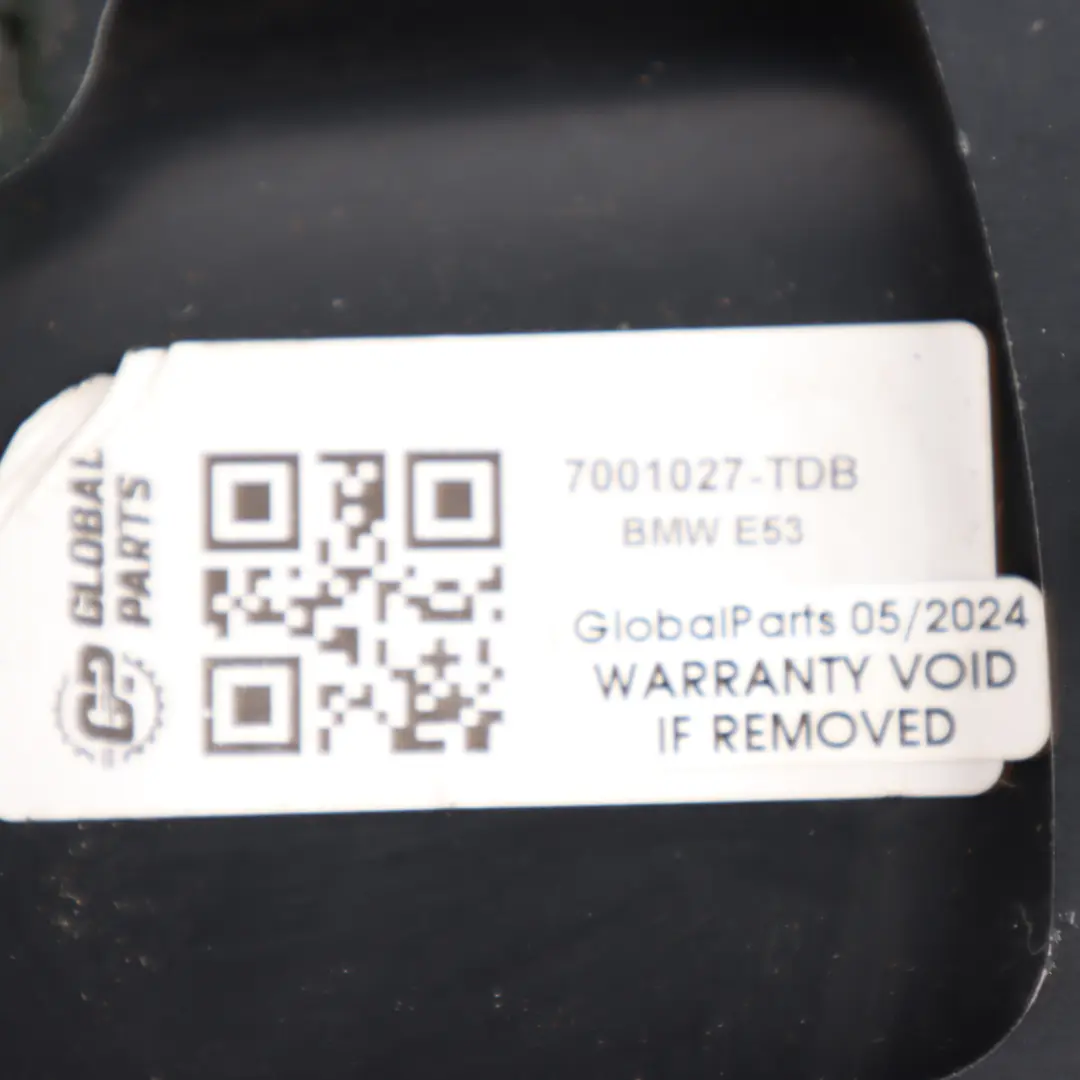 GLOBAL
PARTS
7001027-TDB
BMW E53
GlobalParts 05/2024
WARRANTY VOID
IF REMOVED